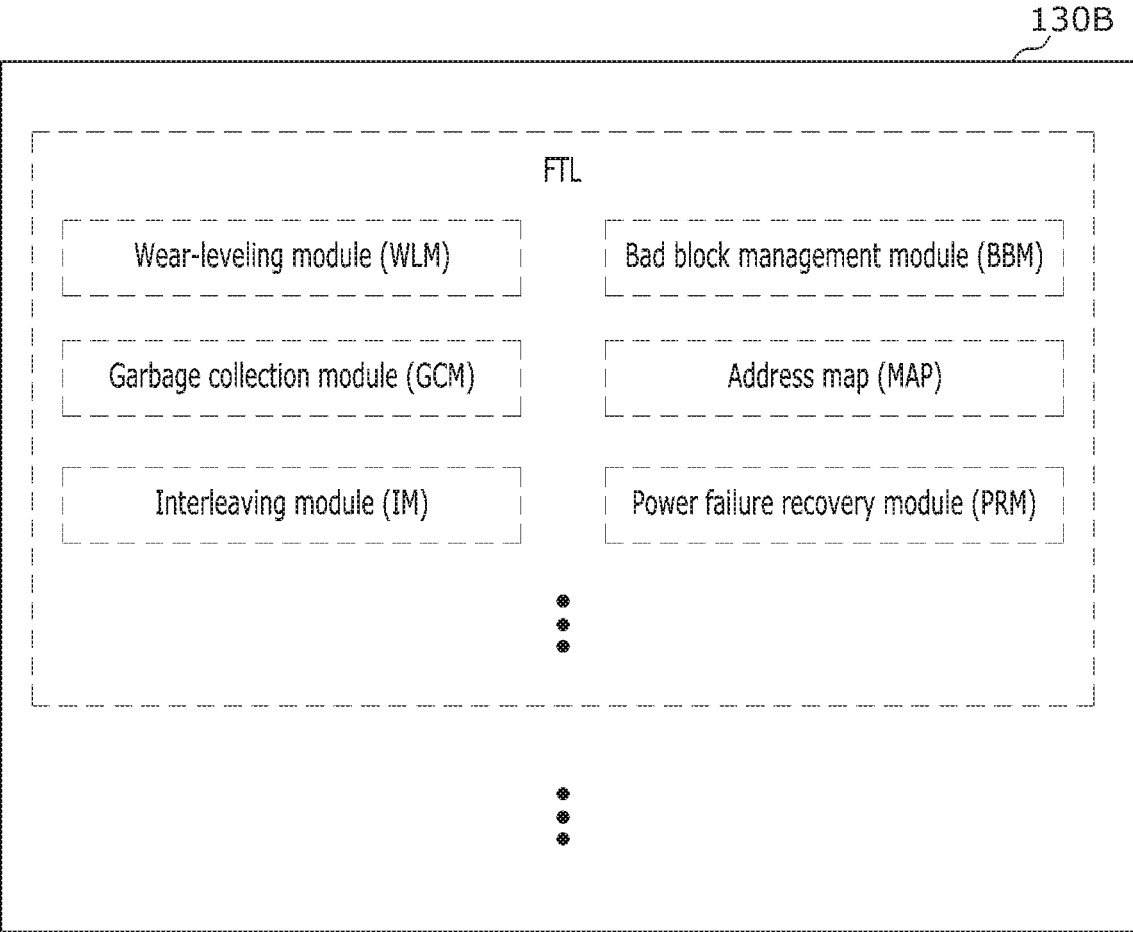 130B
FTL
Wear-leveling module (WLM)
Bad block management module (BBM)
Garbage collection module (GCM)
Address map (MAP)
Interleaving module (IM)
Power failure recovery module (PRM)